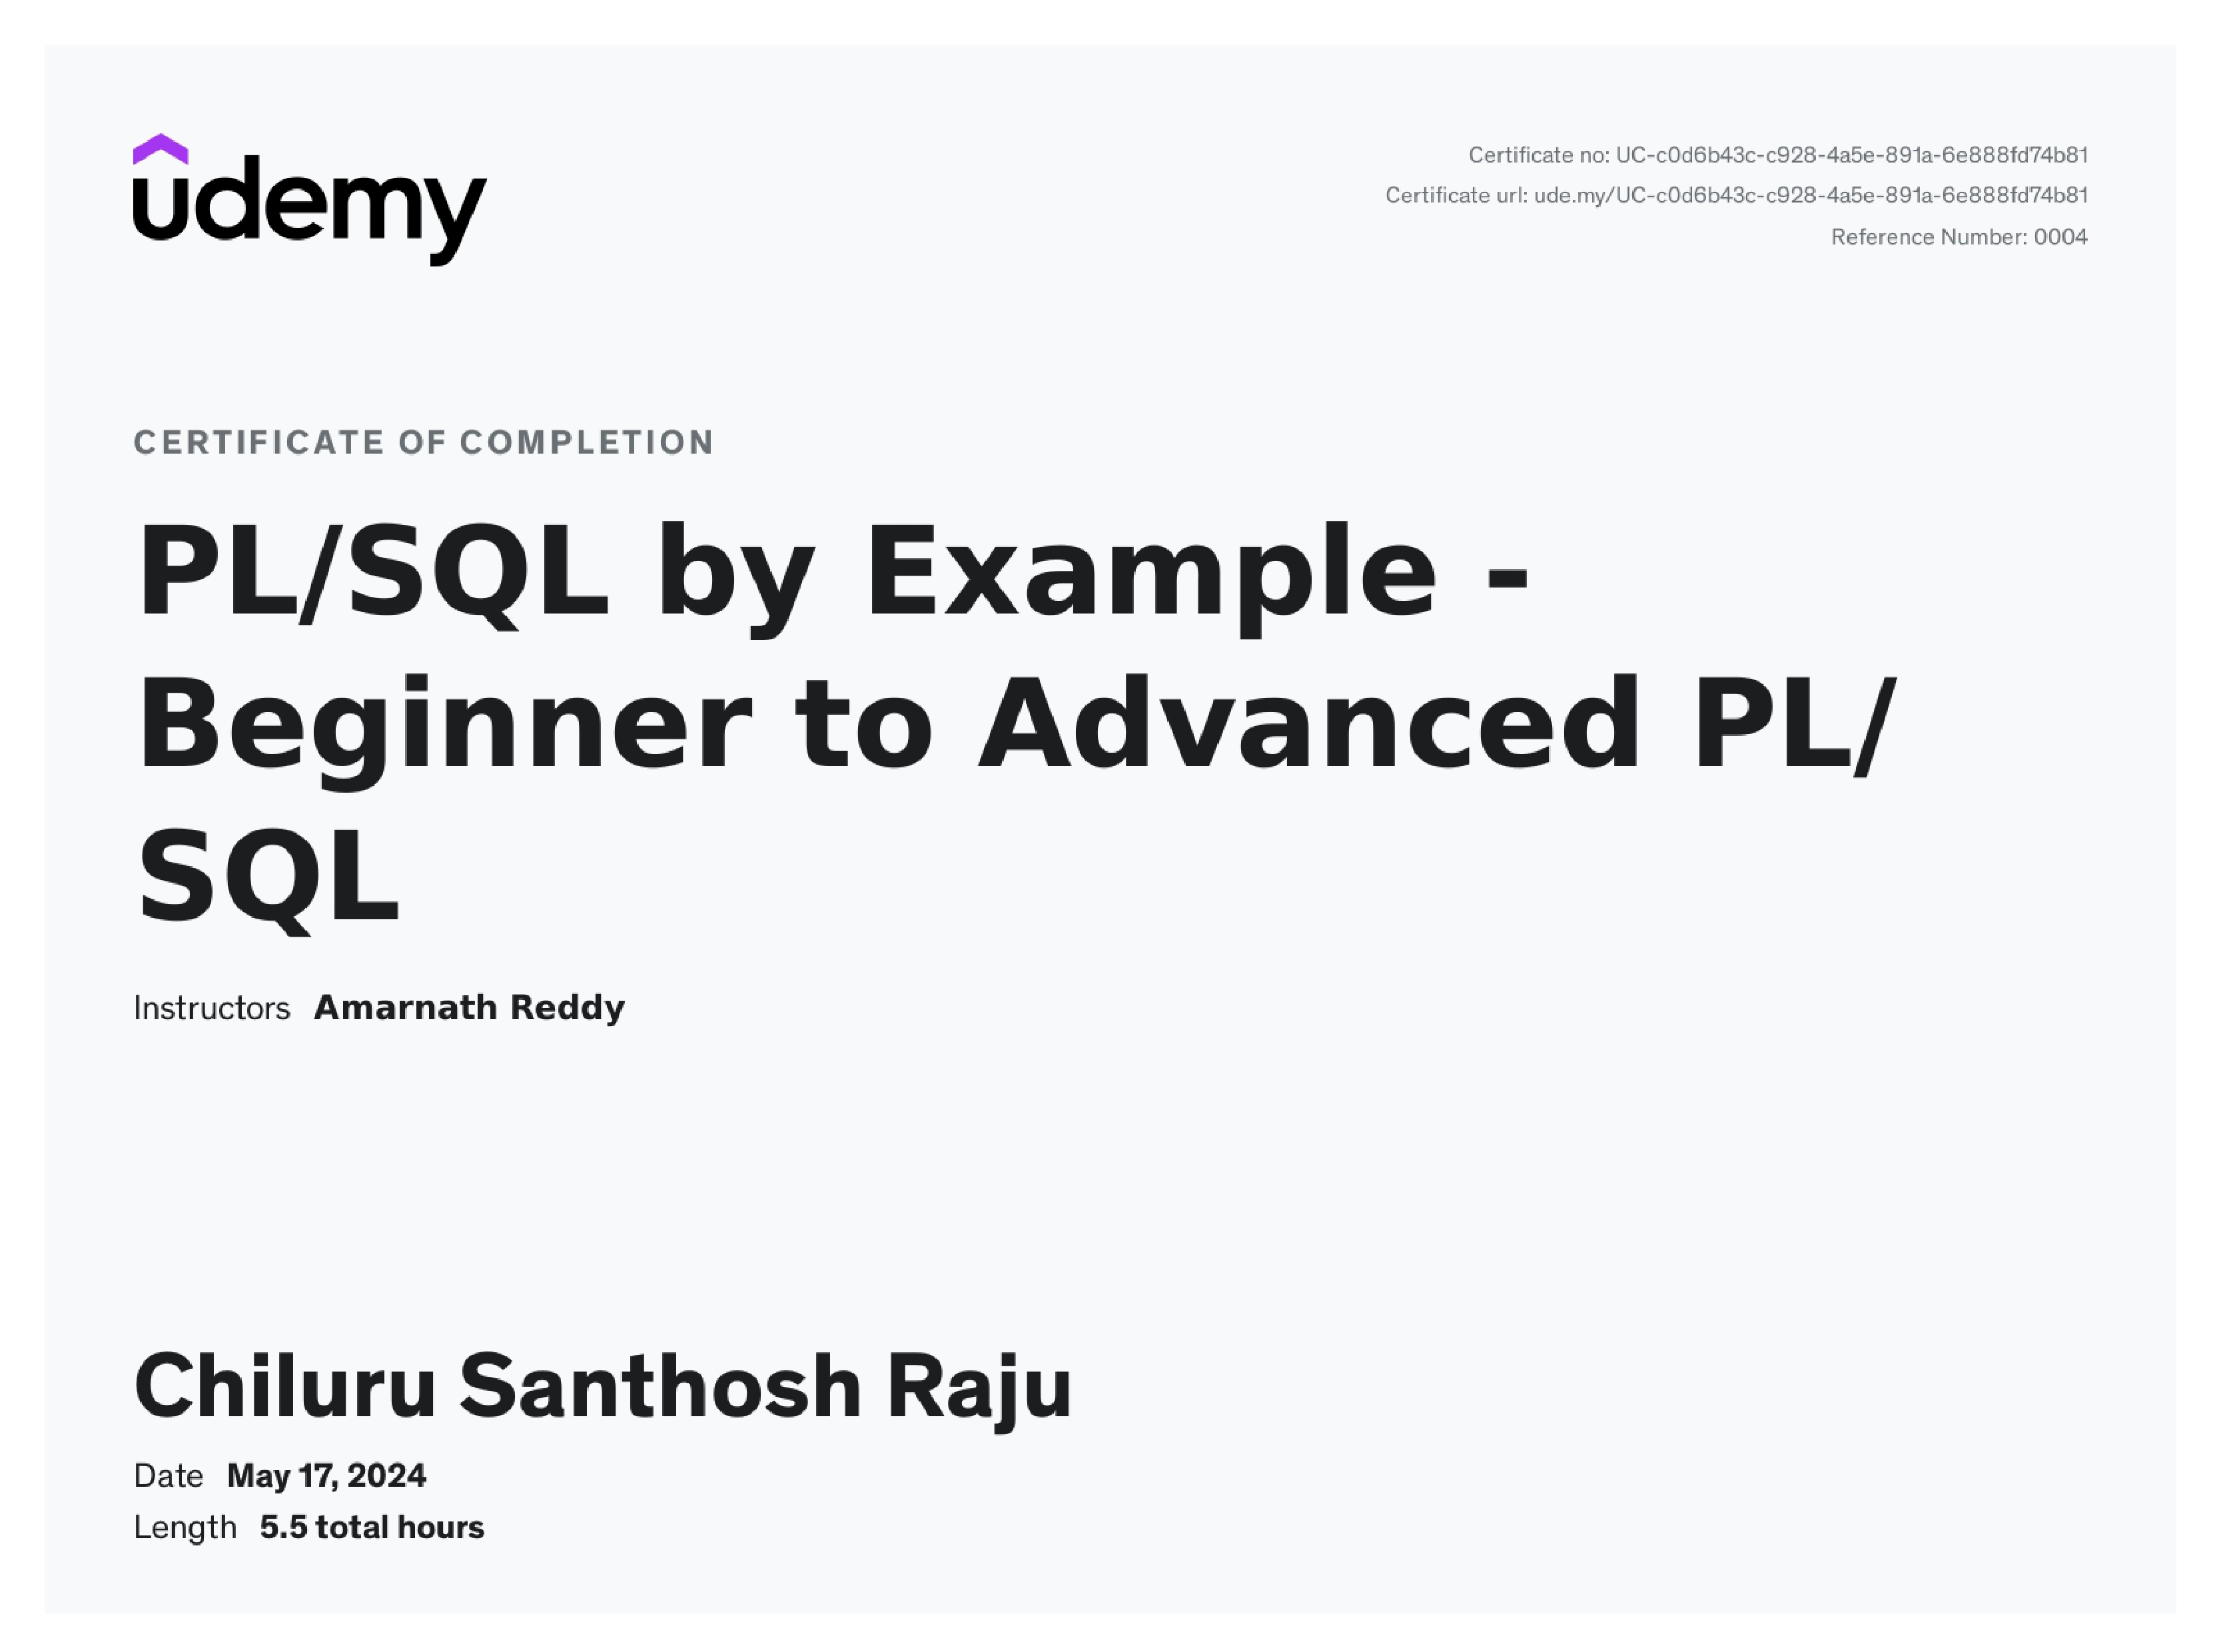 udemy
Certificate no: UC-c0d6b43c-c928-4a5e-891a-6e888fd74b81
Certificate url: ude.my/UC-c0d6b43c-c928-4a5e-891a-6e888fd74b81
Reference Number: 0004
CERTIFICATE OF COMPLETION
PL/SQL by Example -
Beginner to Advanced PL/
SQL
Instructors Amarnath Reddy
Chiluru Santhosh Raju
Date May 17, 2024
Length 5.5 total hours